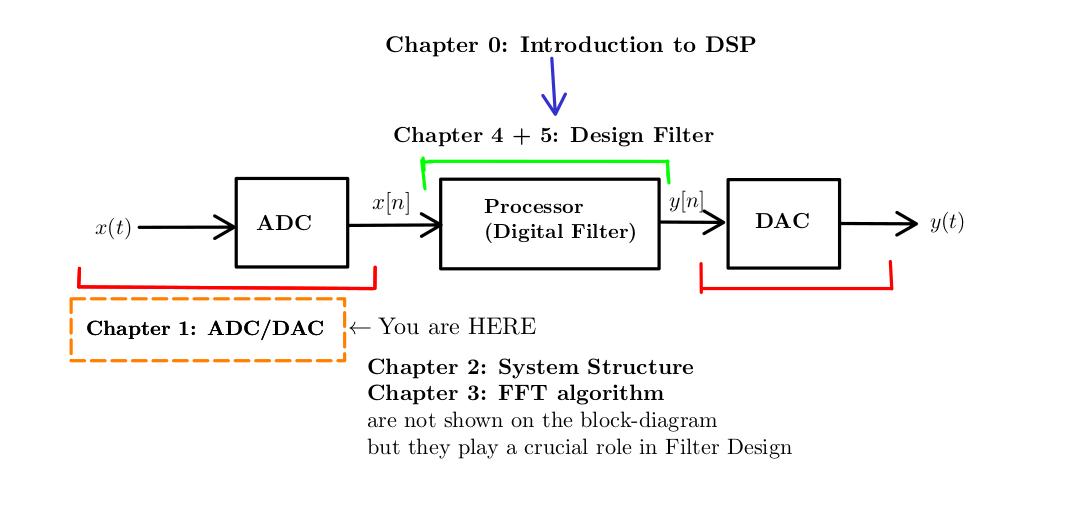 Chapter 0: Introduction to DSP
Chapter 4 + 5: Design Filter
x(t)
ADC
x[n]
Processor
(Digital Filter)
y[n]
DAC
y(t)
Chapter 1: ADC/DAC
← You are HERE
Chapter 2: System Structure
Chapter 3: FFT algorithm
are not shown on the block-diagram
but they play a crucial role in Filter Design